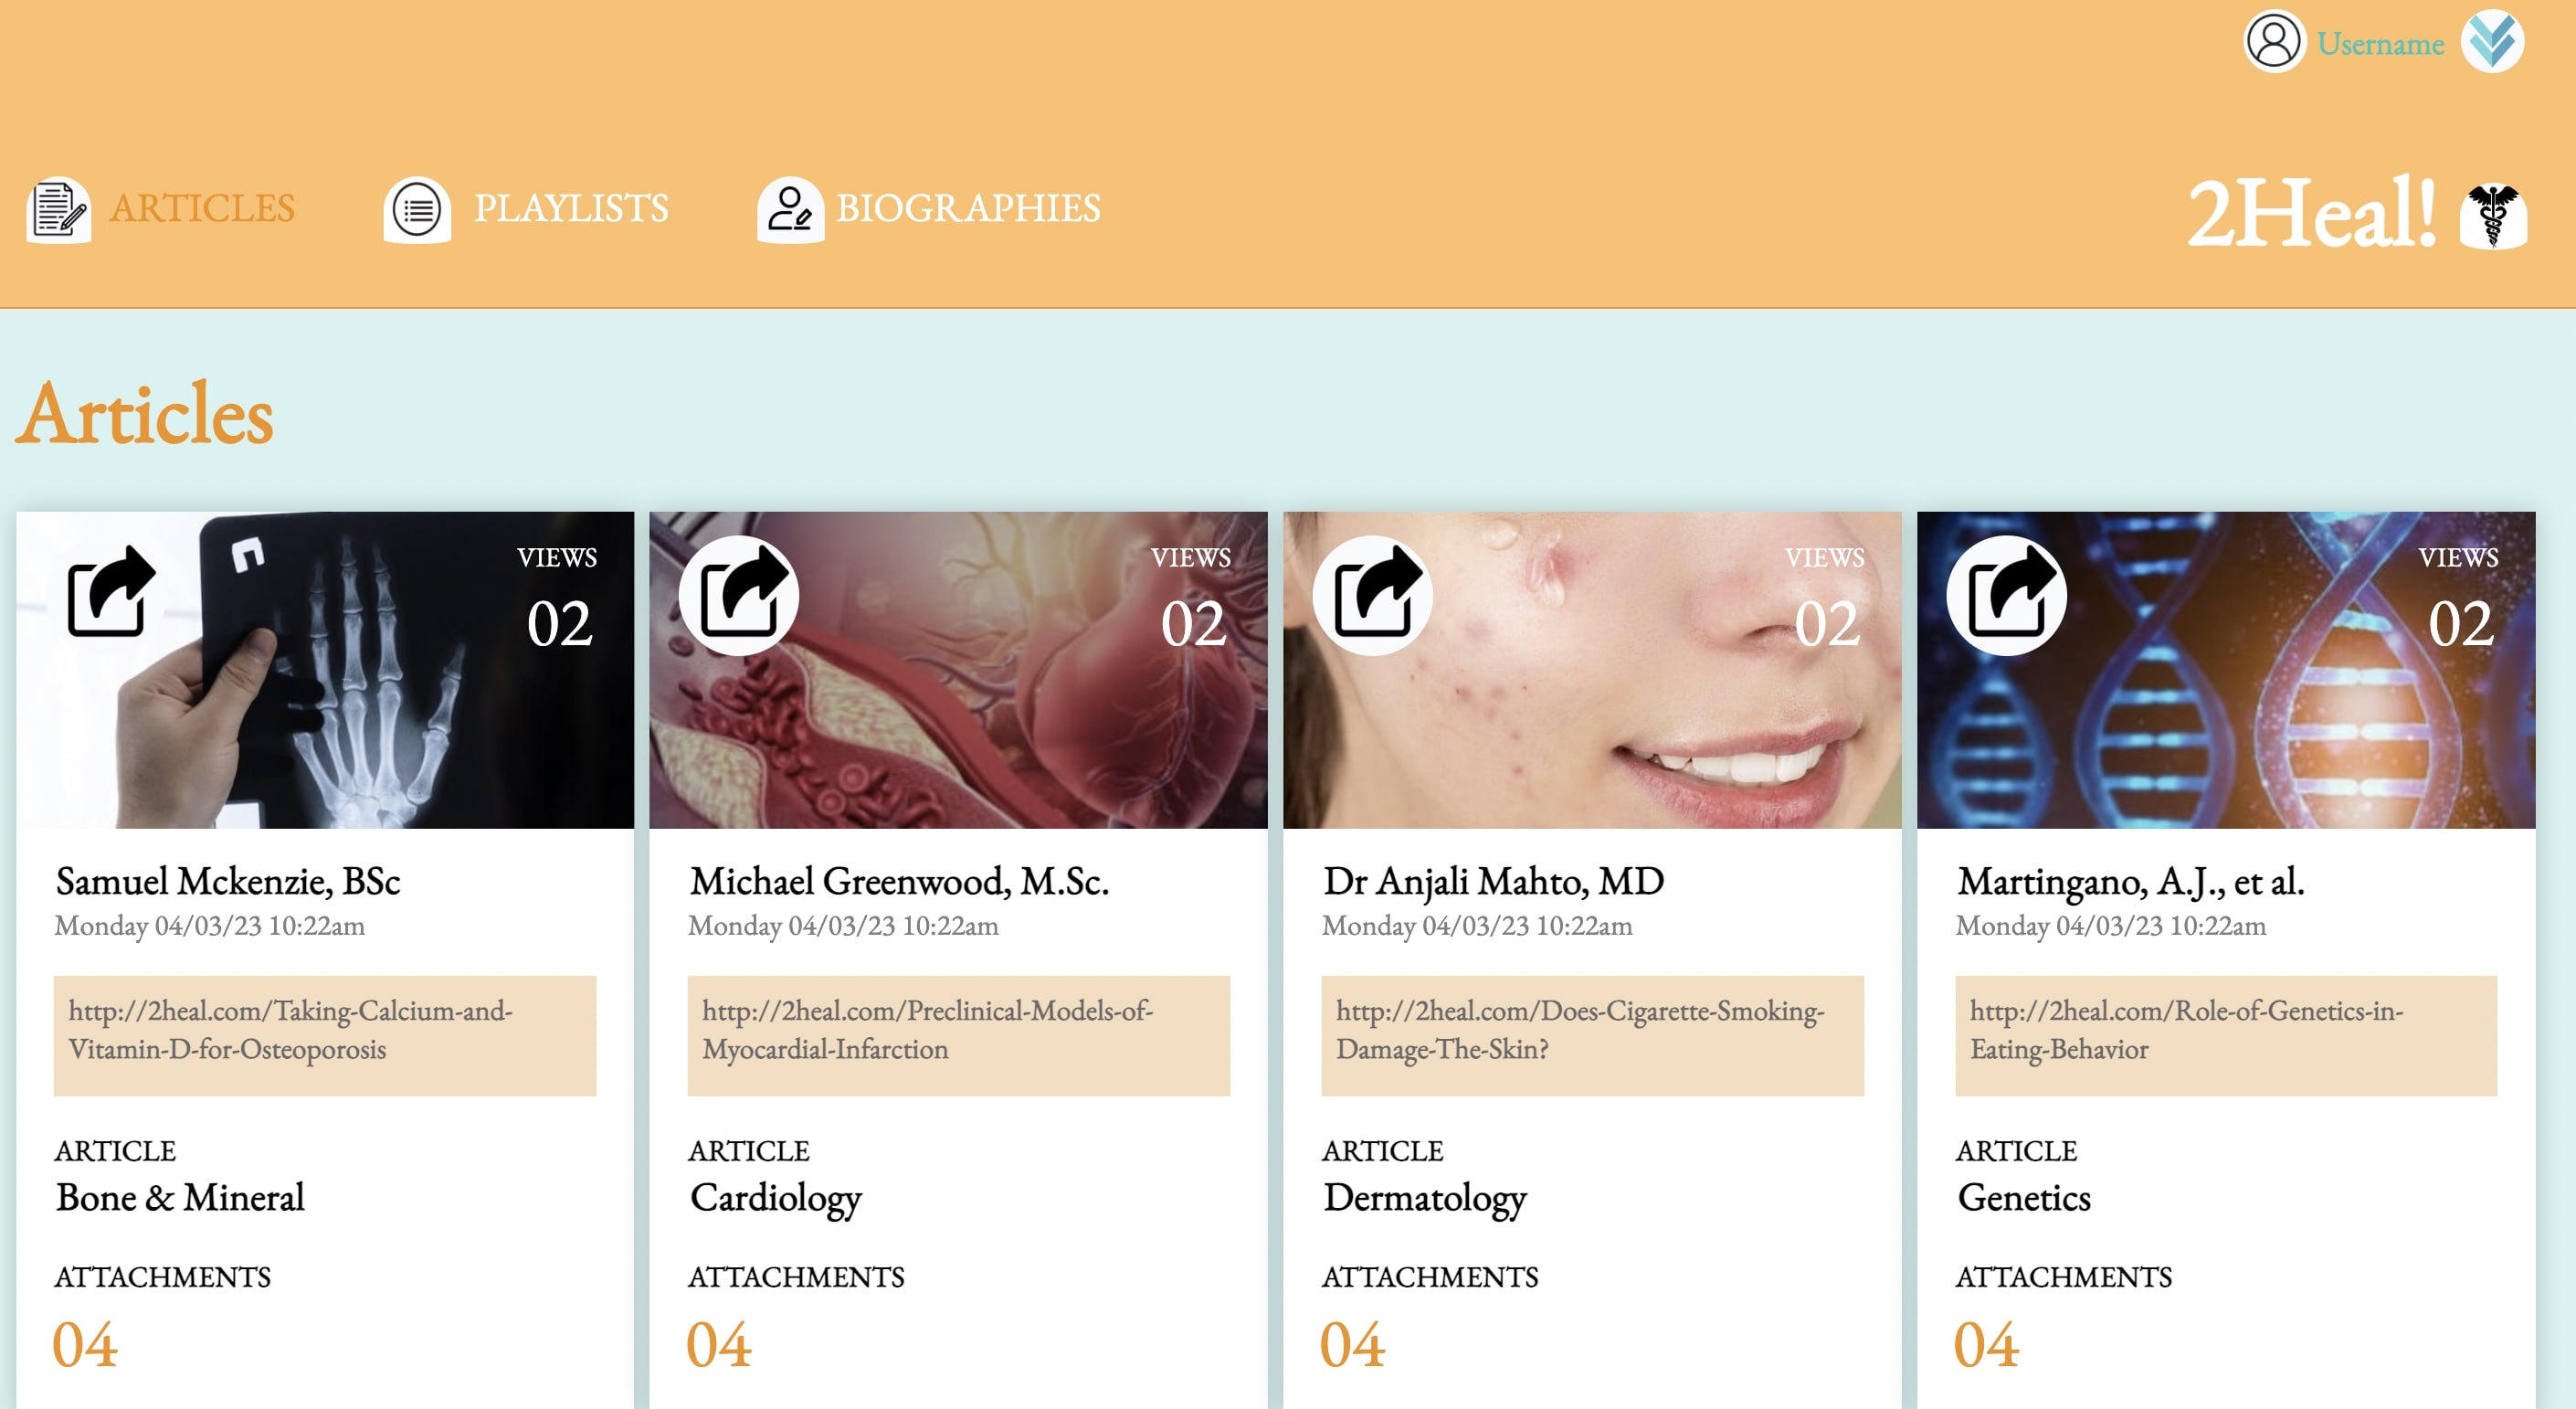 Username
ARTICLES
PLAYLISTS
BIOGRAPHIES
2Heal!
Articles
VIEWS
02
Samuel Mckenzie, BSc
Monday 04/03/23 10:22am
http://2heal.com/Taking-Calcium-and-
Vitamin-D-for-Osteoporosis
ARTICLE
Bone & Mineral
ATTACHMENTS
04
VIEWS
02
Michael Greenwood, M.Sc.
Monday 04/03/23 10:22am
http://2heal.com/Preclinical-Models-of-
Myocardial-Infarction
ARTICLE
Cardiology
ATTACHMENTS
04
VIEWS
02
Dr Anjali Mahto, MD
Monday 04/03/23 10:22am
http://2heal.com/Does-Cigarette-Smoking-
Damage-The-Skin?
ARTICLE
Dermatology
ATTACHMENTS
04
VIEWS
02
Martingano, A.J., et al.
Monday 04/03/23 10:22am
http://2heal.com/Role-of-Genetics-in-
Eating-Behavior
ARTICLE
Genetics
ATTACHMENTS
04